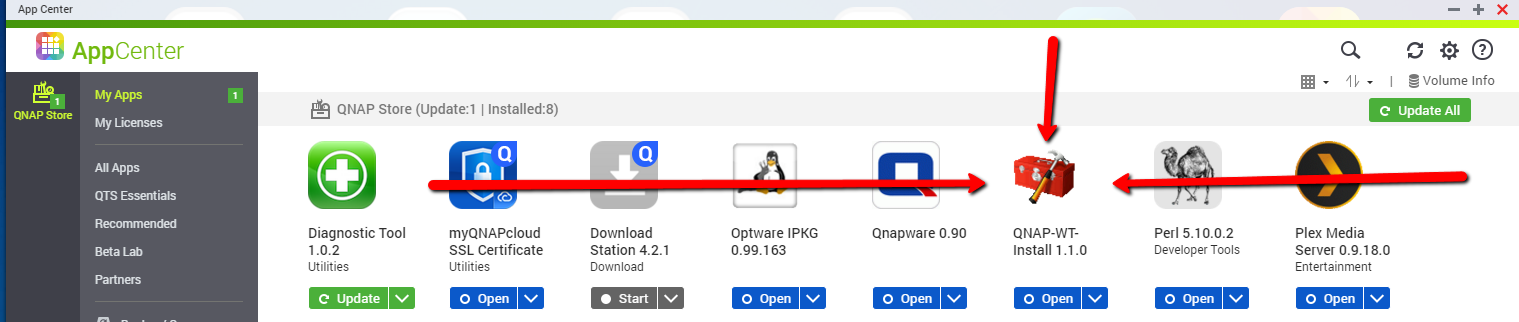 App Center
AppCenter
Volume Info
1
QNAP Store
My Apps 1
My Licenses
All Apps
QTS Essentials
Recommended
Beta Lab
Partners
QNAP Store (Update:1 | Installed:8)
Update All
Q
Q
Diagnostic Tool
1.0.2
Utilities
Update
myQNAPcloud
SSL Certificate
Utilities
Open
Download
Station 4.2.1
Download
Start
Optware IPKG
0.99.163
Open
Qnapware 0.90
Open
QNAP-WT-
Install 1.1.0
Open
Perl 5.10.0.2
Developer Tools
Open
Plex Media
Server 0.9.18.0
Entertainment
Open